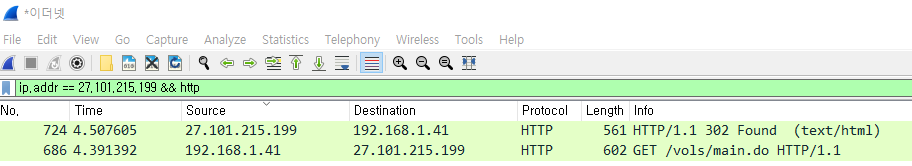 *이더넷
File Edit View Go Capture Analyze Statistics Telephony Wireless Tools Help
ip.addr == 27.101.215.199 && http
No. Time Source Destination Protocol Length Info
724 4.507605 27.101.215.199 192.168.1.41 HTTP 561 HTTP/1.1 302 Found (text/html)
686 4.391392 192.168.1.41 27.101.215.199 HTTP 602 GET /vols/main.do HTTP/1.1